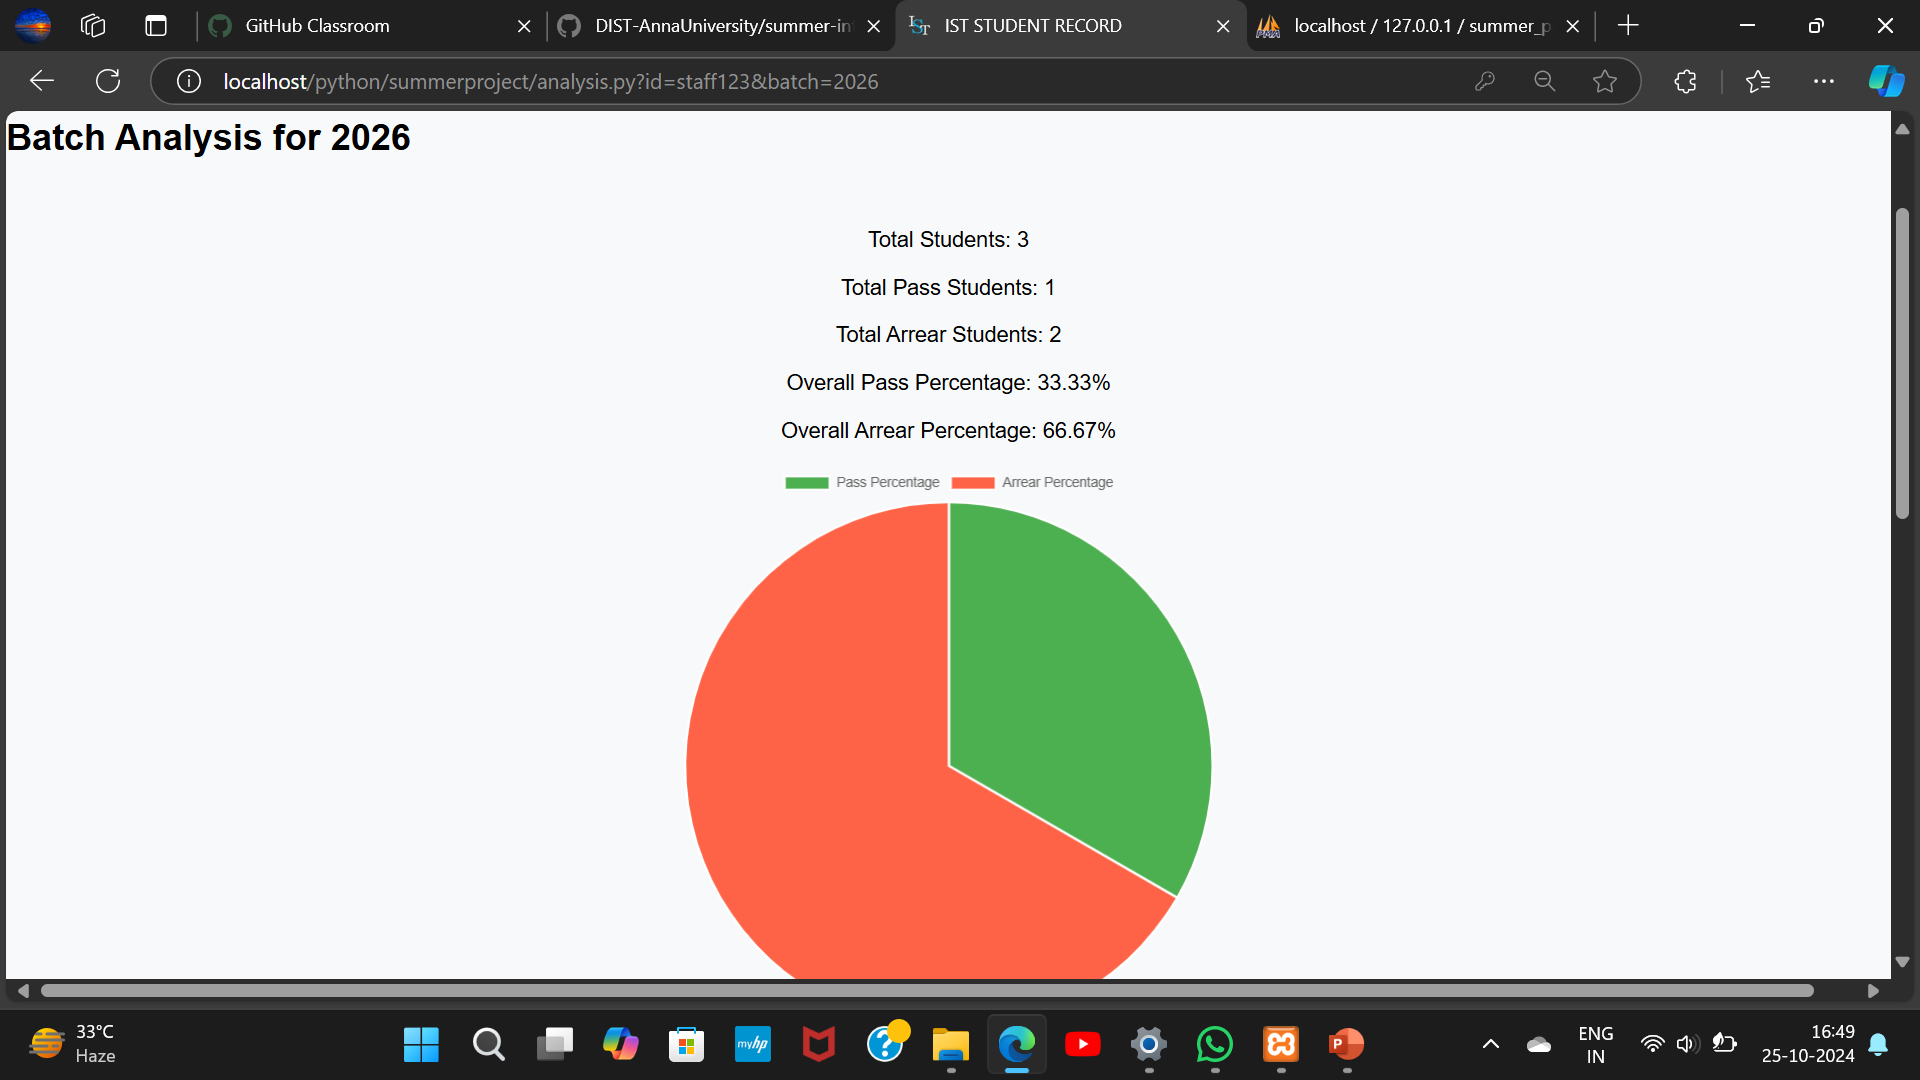 GitHub Classroom
DIST-AnnaUniversity/summer-in
IST STUDENT RECORD
localhost / 127.0.0.1 / summer_p
localhost/python/summerproject/analysis.py?id=staff123&batch=2026
Batch Analysis for 2026
Total Students: 3
Total Pass Students: 1
Total Arrear Students: 2
Overall Pass Percentage: 33.33%
Overall Arrear Percentage: 66.67%
Pass Percentage
Arrear Percentage
33°C
Haze
myhp
ENG
IN
16:49
25-10-2024